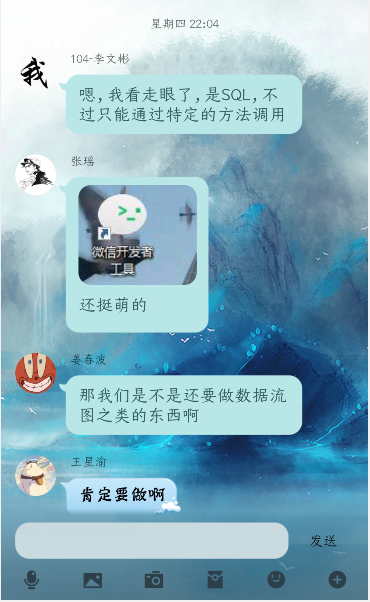 星期四 22:04
我
104-李文彬
嗯,我看走眼了,是SQL,不
过只能通过特定的方法调用
张瑶
微信开发者
工具
还挺萌的
姜春波
那我们是不是还要做数据流
图之类的东西啊
王星渝
肯定要做啊
发送